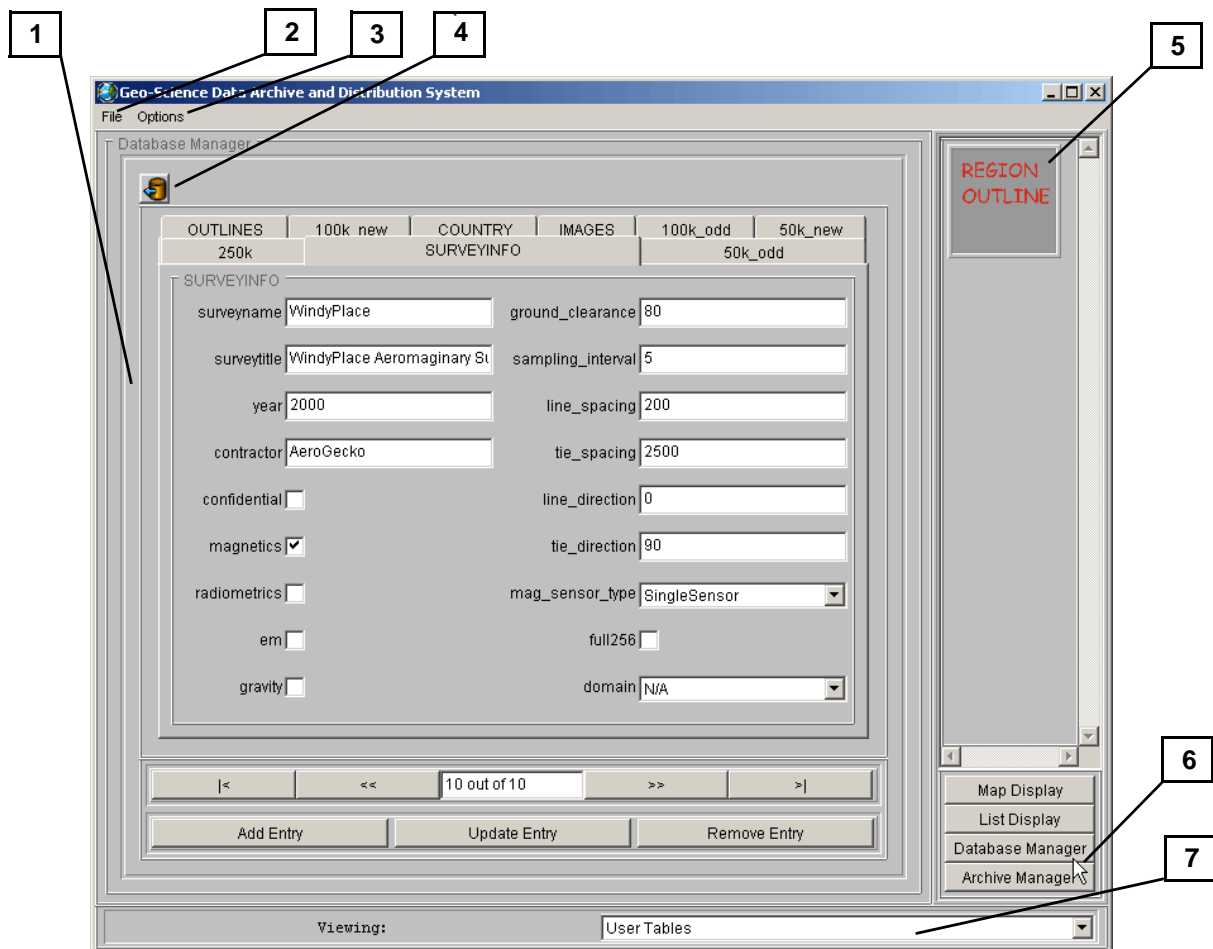 1
2
3
4
5
Geo-Science Data Archive and Distribution System
File Options
Database Manager
REGION
OUTLINE
OUTLINES 100k_new COUNTRY IMAGES 100k_odd 50k_new
250k SURVEYINFO 50k_odd
SURVEYINFO
surveyname WindyPlace ground_clearance 80
surveytitle WindyPlace Aeromaginary Su sampling_interval 5
year 2000 line_spacing 200
contractor AeroGecko tie_spacing 2500
confidential line_direction 0
magnetics tie_direction 90
radiometrics mag_sensor_type SingleSensor
em full256
gravity domain N/A
|< << 10 out of 10 >> >|
Add Entry Update Entry Remove Entry
Map Display
List Display
Database Manager
Archive Manager
6
7
Viewing: User Tables